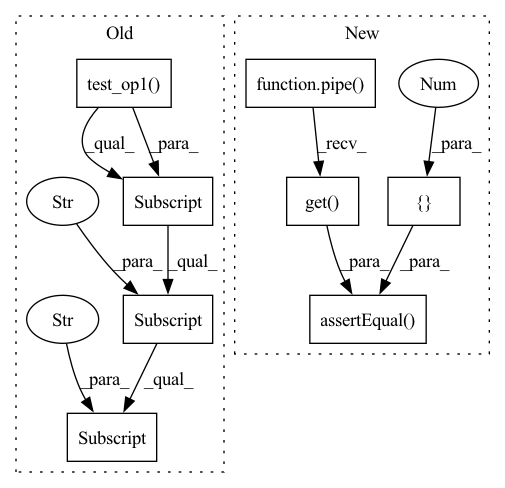 Old
New
test_op1()
function.pipe()
Num
_qual_
_para_
_recv_
_para_
Str
Subscript
get()
{}
_para_
_qual_
_para_
_para_
Str
Subscript
assertEqual()
_para_
_qual_
Subscript